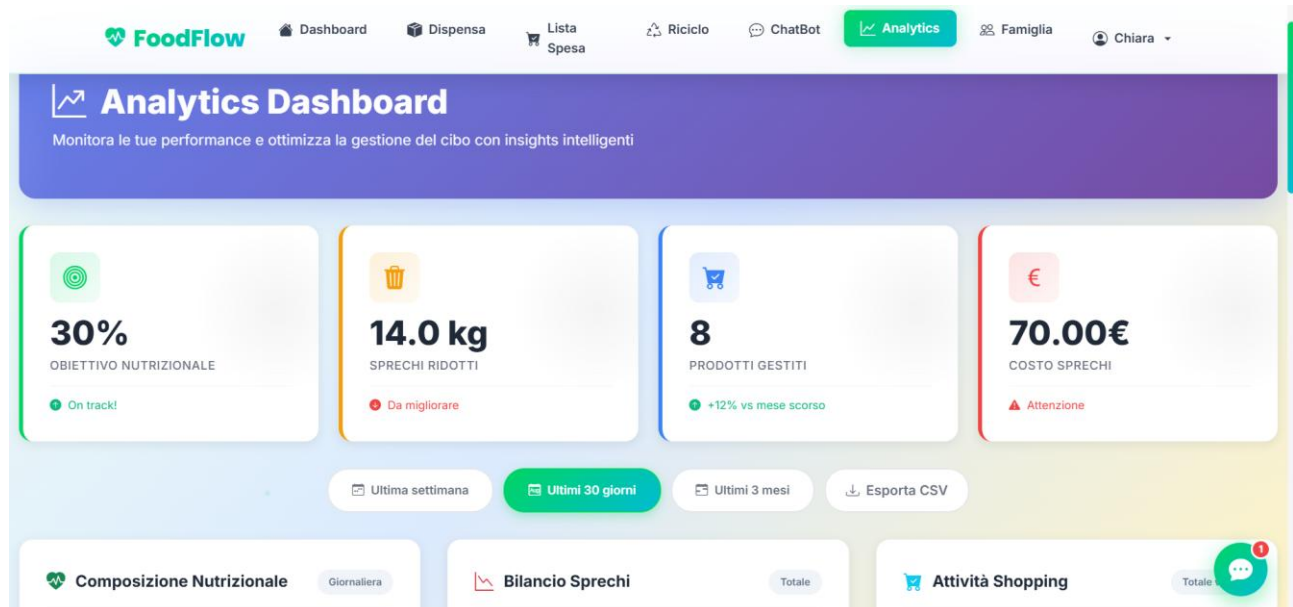 FoodFlow
Dashboard
Dispensa
Lista
Spesa
Riciclo
ChatBot
Analytics
Famiglia
Chiara
Analytics Dashboard
Monitora le tue performance e ottimizza la gestione del cibo con insights intelligenti
30%
OBIETTIVO NUTRIZIONALE
On track!
14.0 kg
SPRECHI RIDOTTI
Da migliorare
8
PRODOTTI GESTITI
+12% vs mese scorso
€
70.00€
COSTO SPRECHI
Attenzione
Ultima settimana
Ultimi 30 giorni
Ultimi 3 mesi
Esporta CSV
Composizione Nutrizionale
Giornaliera
Bilancio Sprechi
Totale
Attività Shopping
Totale
1